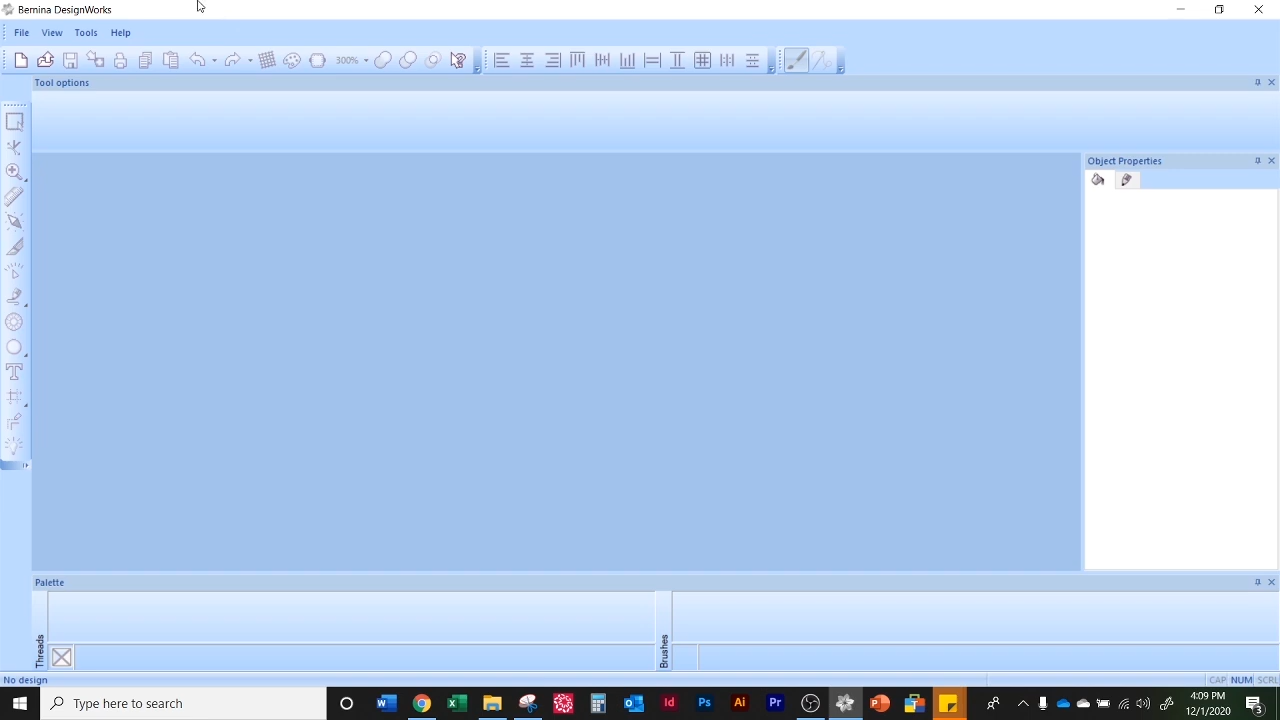 Bernina DesignWorks
File View Tools Help
300%
Tool options
Object Properties
Palette
Threads
Brushes
No design
CAP NUM SCRL
Type here to search
4:09 PM
12/1/2020